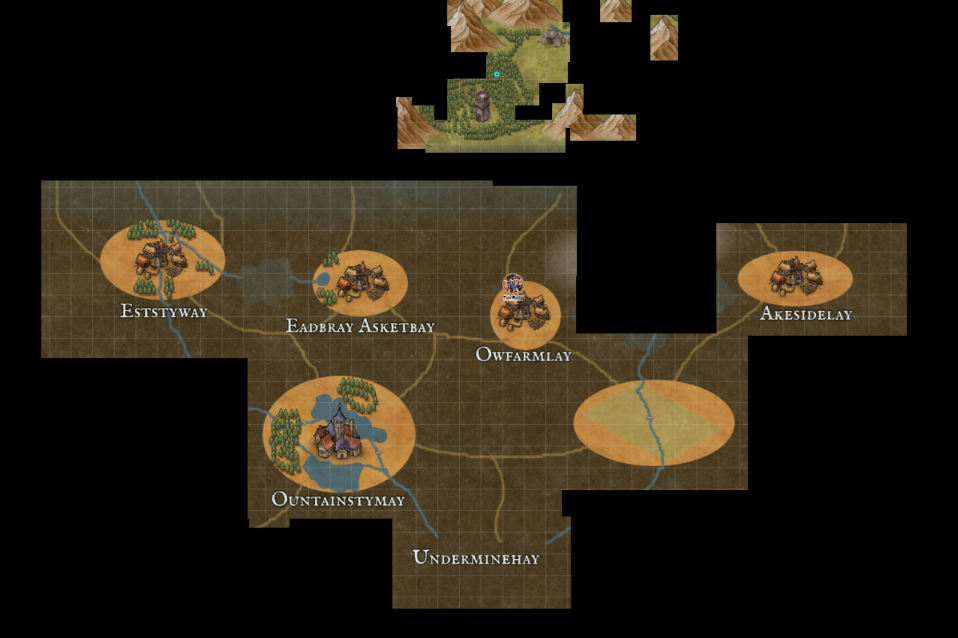 Eststyway
Eadbray Asketbay
Owfarmlay
Akesidelay
Ountainstymay
Underminehay